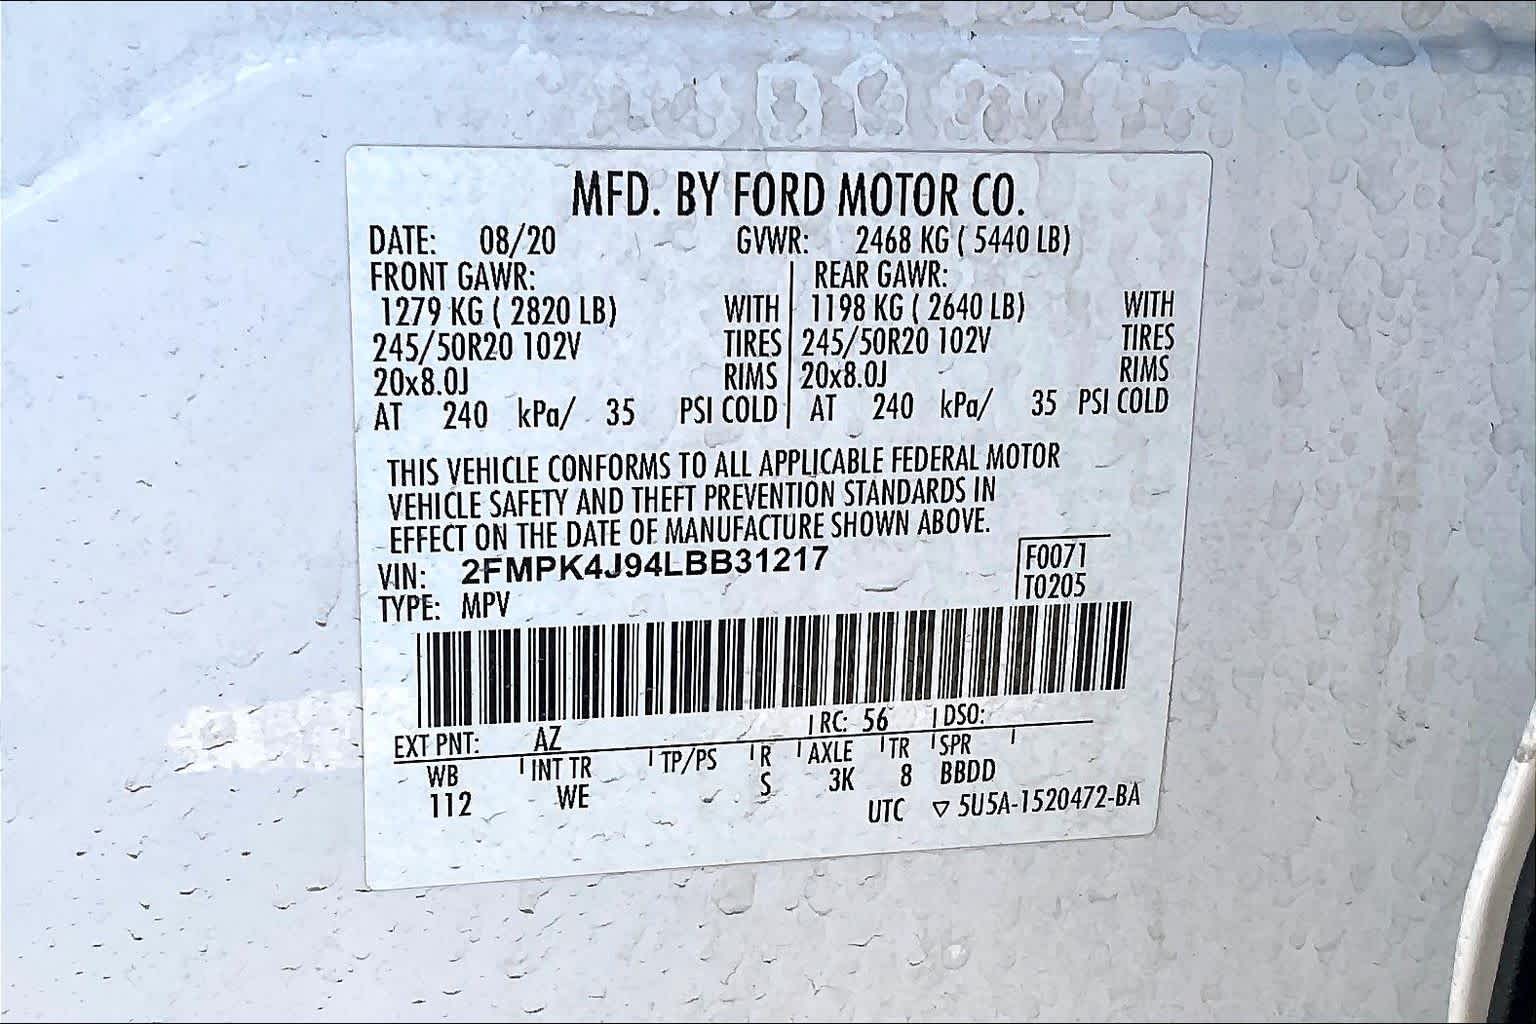 MFD. BY FORD MOTOR CO.
DATE: 08/20 GVWR: 2468 KG ( 5440 LB)
FRONT GAWR: REAR GAWR:
1279 KG ( 2820 LB) WITH 1198 KG ( 2640 LB) WITH
245/50R20 102V TIRES 245/50R20 102V TIRES
20x8.0J RIMS 20x8.0J RIMS
AT 240 kPa/ 35 PSI COLD AT 240 kPa/ 35 PSI COLD
THIS VEHICLE CONFORMS TO ALL APPLICABLE FEDERAL MOTOR
VEHICLE SAFETY AND THEFT PREVENTION STANDARDS IN
EFFECT ON THE DATE OF MANUFACTURE SHOWN ABOVE.
VIN: 2FMPK4J94LBB31217 F0071
TYPE: MPV T0205
EXT PNT: AZ RC: 56 DSO:
WB INT TR TP/PS R AXLE TR SPR
112 WE S 3K 8 BBDD
UTC ▽ 5U5A-1520472-BA